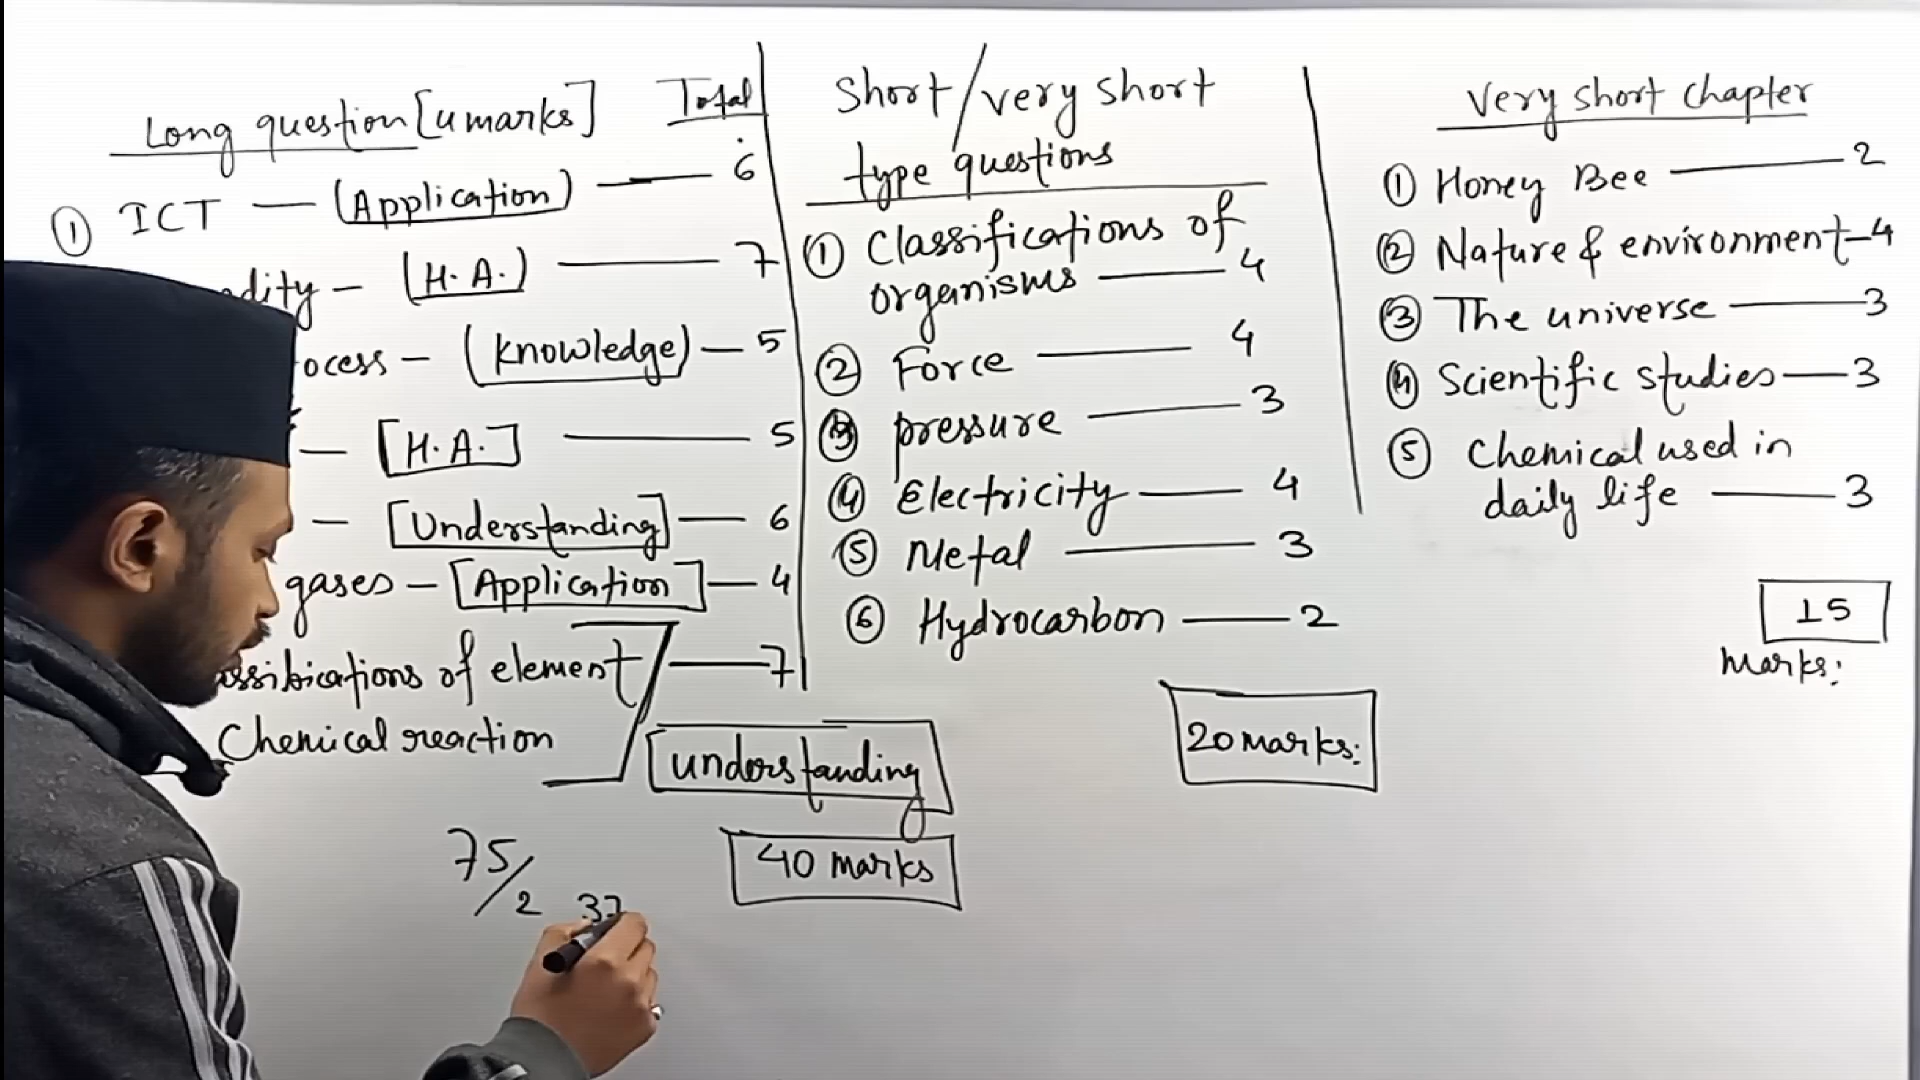 Long question [4 marks] Total
① ICT — (Application) — 6
dity – (H.A.) — 7
ocess – (knowledge) — 5
— [H.A.] — 5
— [Understanding] — 6
gases – [Application] — 4
assifications of element — 7
Chemical reaction
understanding
40 marks
75/2 37
Short/very short
type questions
① Classifications of
organisms — 4
② Force — 4
③ pressure — 3
④ Electricity — 4
⑤ Metal — 3
⑥ Hydrocarbon — 2
20 marks:
Very short chapter
① Honey Bee — 2
② Nature & environment – 4
③ The universe — 3
④ Scientific studies — 3
⑤ Chemical used in
daily life — 3
15
marks: